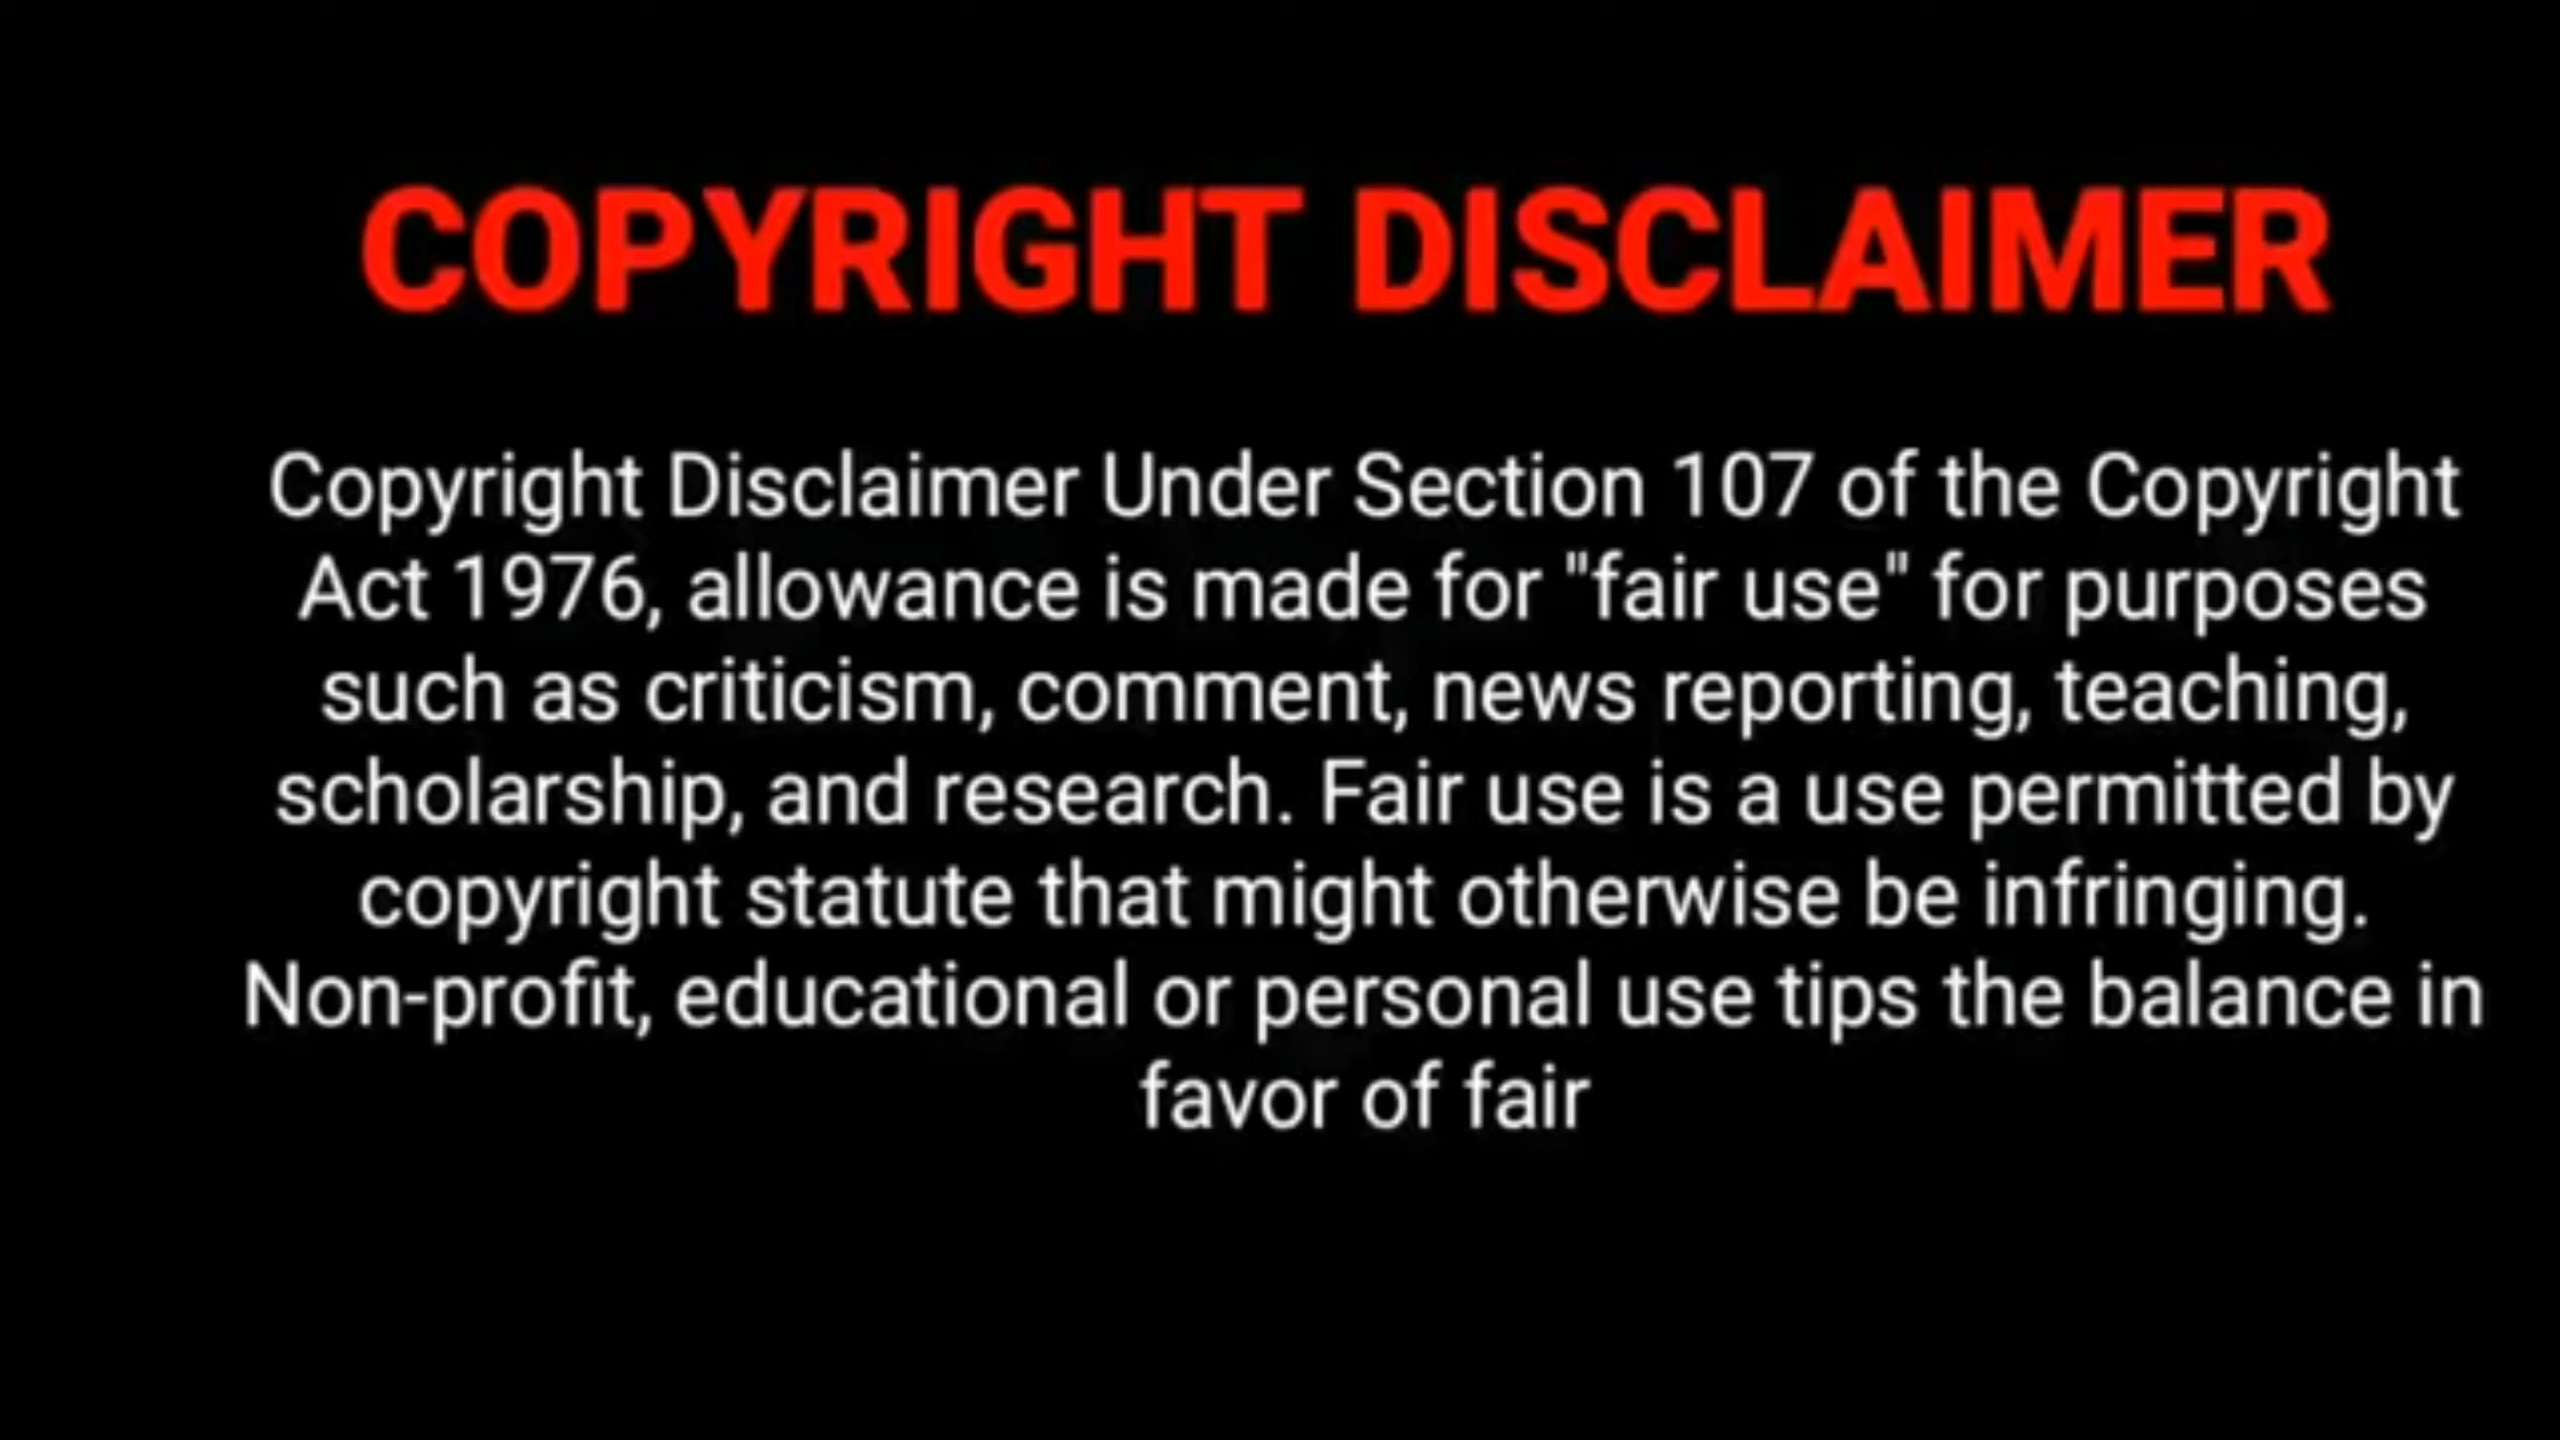 COPYRIGHT DISCLAIMER
Copyright Disclaimer Under Section 107 of the Copyright
Act 1976, allowance is made for "fair use" for purposes
such as criticism, comment, news reporting, teaching,
scholarship, and research. Fair use is a use permitted by
copyright statute that might otherwise be infringing.
Non-profit, educational or personal use tips the balance in
favor of fair